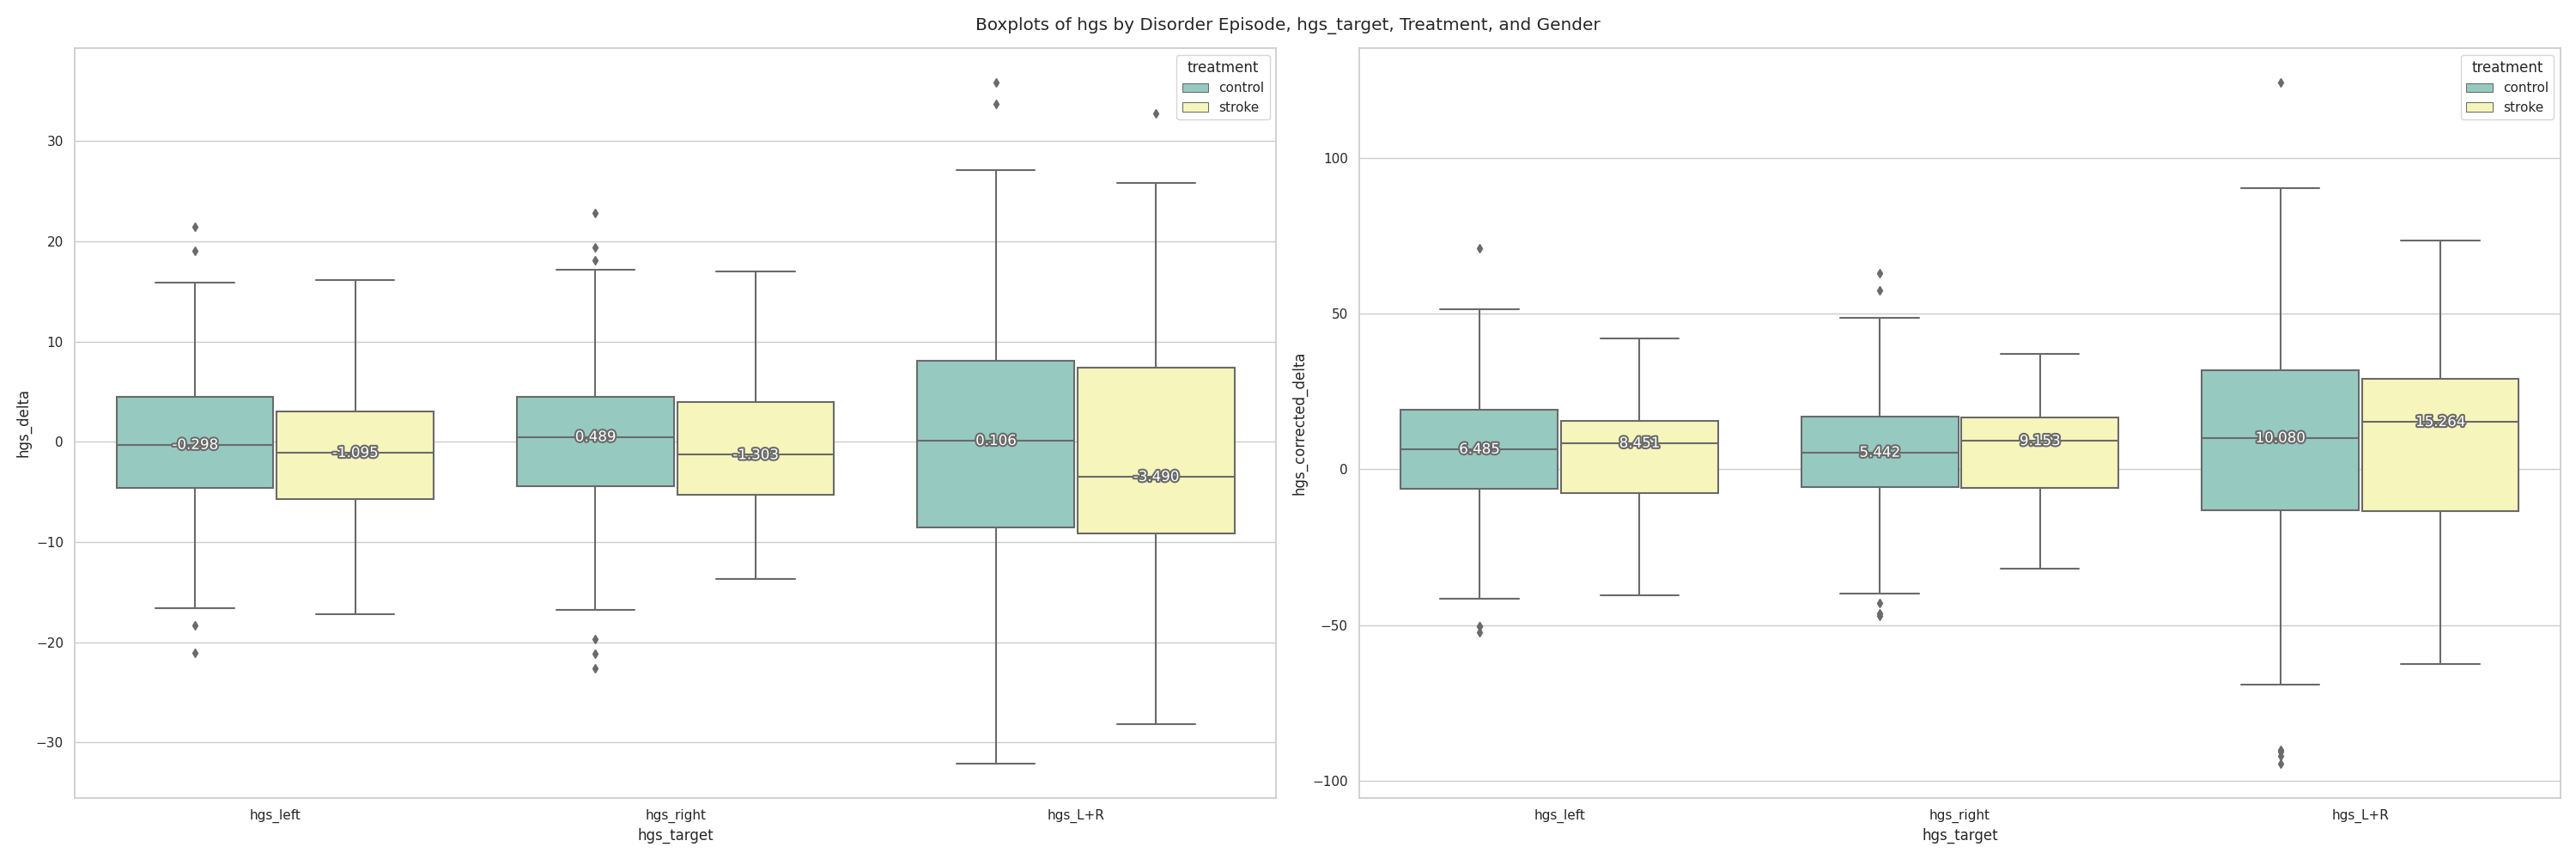 Boxplots of hgs by Disorder Episode, hgs_target, Treatment, and Gender
treatment
control
stroke
hgs_delta
30
20
10
0
−10
−20
−30
-0.298
-1.095
0.489
-1.303
0.106
-3.490
hgs_left
hgs_right
hgs_L+R
hgs_target
treatment
control
stroke
hgs_corrected_delta
100
50
0
−50
−100
6.485
8.451
5.442
9.153
10.080
15.264
hgs_left
hgs_right
hgs_L+R
hgs_target